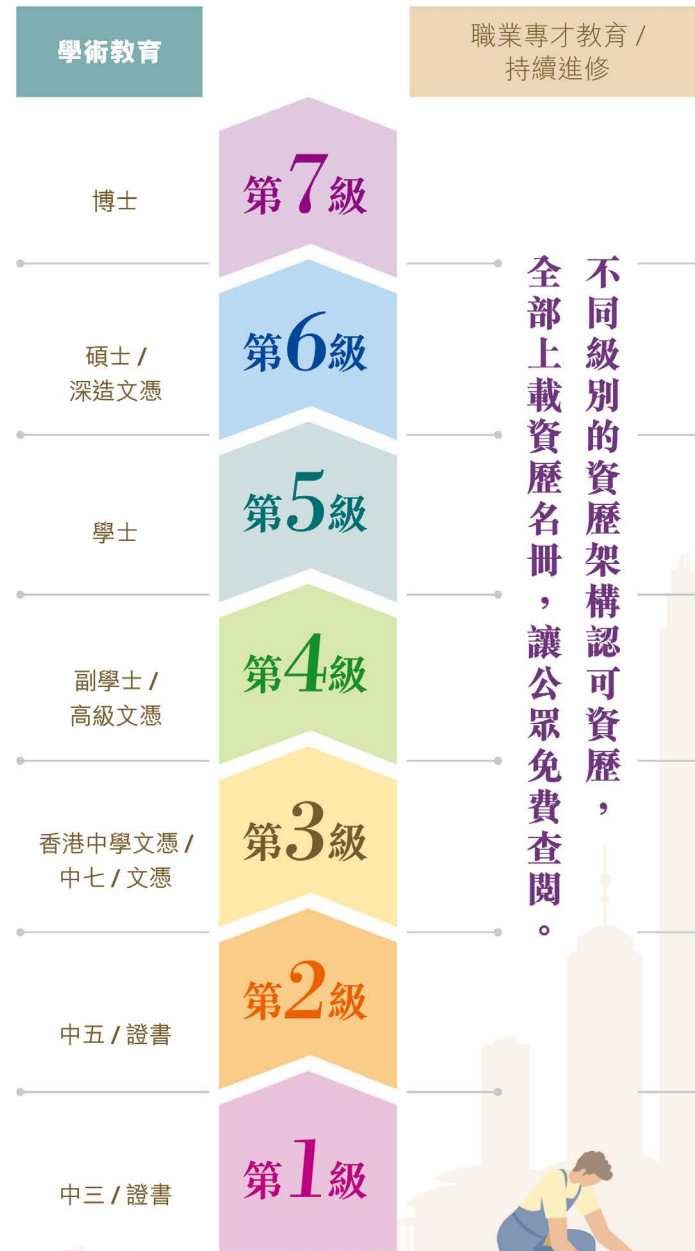 學術教育
職業專才教育 /
持續進修
博士
第7級
碩士 /
深造文憑
第6級
學士
第5級
副學士 /
高級文憑
第4級
香港中學文憑 /
中七 / 文憑
第3級
中五 / 證書
第2級
中三 / 證書
第1級
不同級別的資歷架構認可資歷，
全部上載資歷名冊，讓公眾免費查閱。